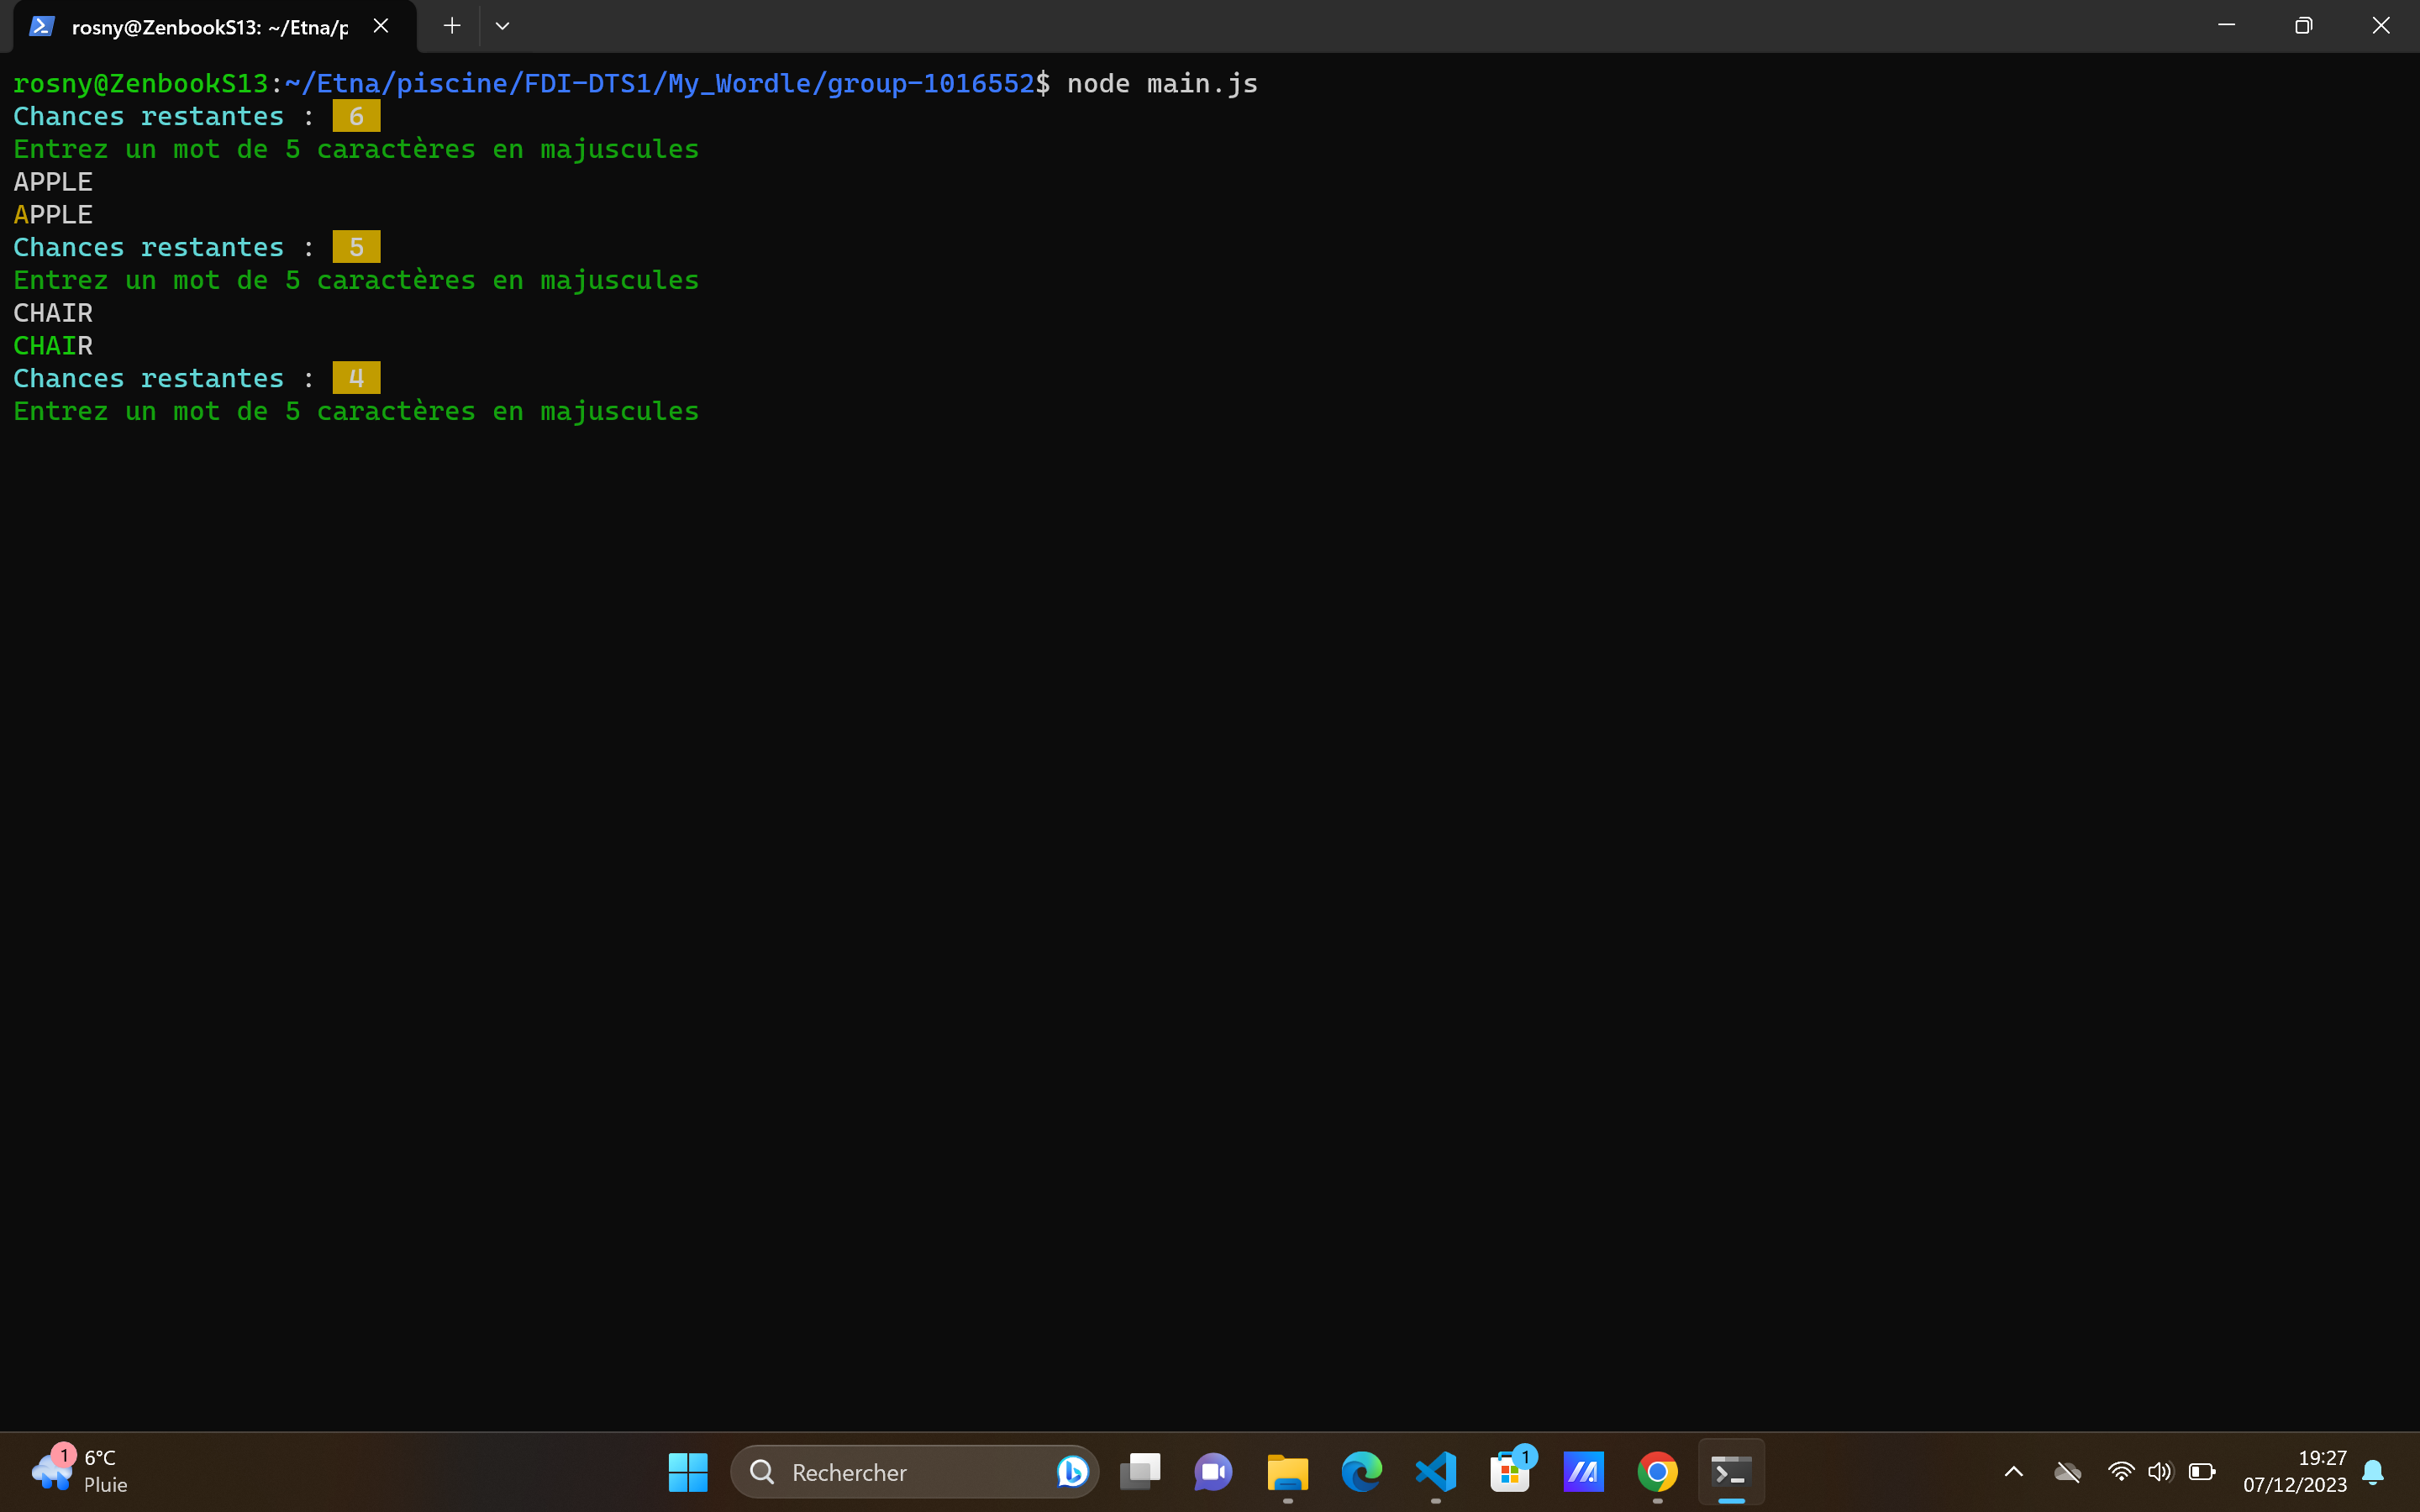 rosny@ZenbookS13: ~/Etna/p
rosny@ZenbookS13:~/Etna/piscine/FDI-DTS1/My_Wordle/group-1016552$ node main.js
Chances restantes : 6
Entrez un mot de 5 caractères en majuscules
APPLE
APPLE
Chances restantes : 5
Entrez un mot de 5 caractères en majuscules
CHAIR
CHAIR
Chances restantes : 4
Entrez un mot de 5 caractères en majuscules
1
6°C
Pluie
Rechercher
1
19:27
07/12/2023